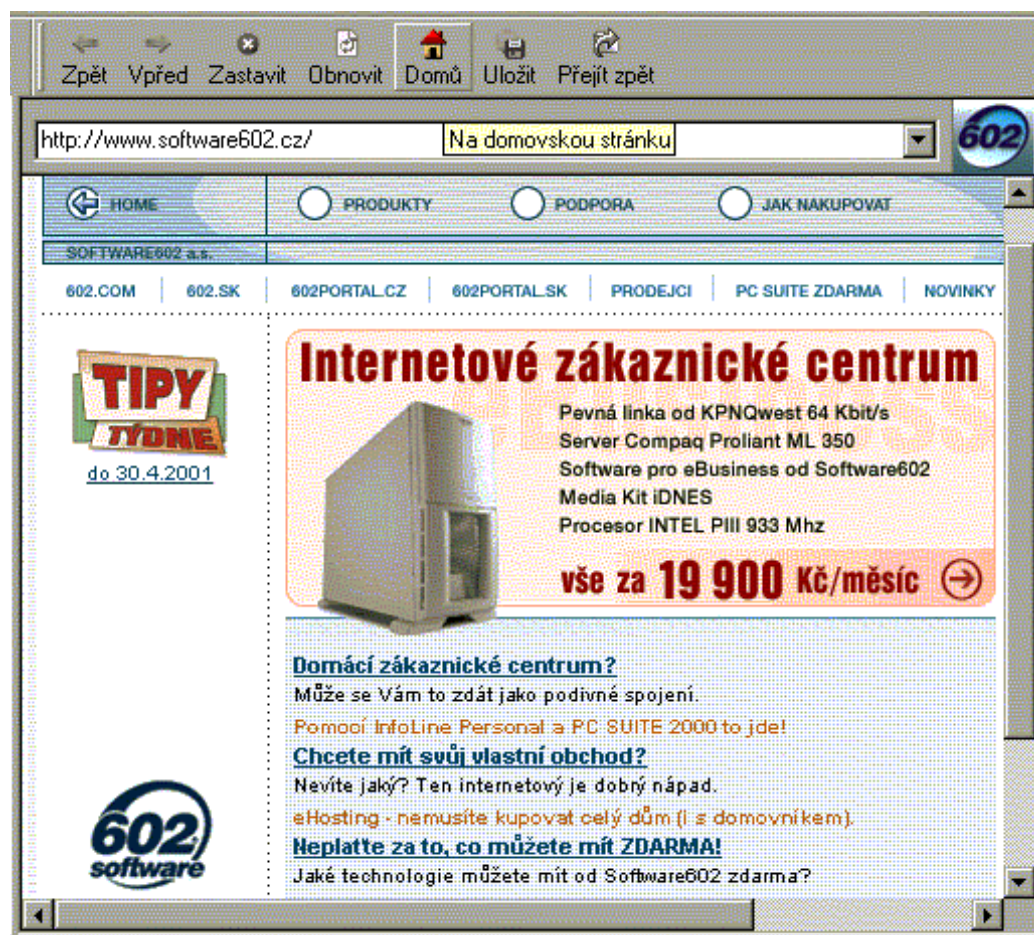 Zpět Vpřed Zastavit Obnovit Domů Uložit Přejít zpět
http://www.software602.cz/ Na domovskou stránku 602
HOME PRODUKTY PODPORA JAK NAKUPOVAT
SOFTWARE602 a.s.
602.COM 602.SK 602PORTAL.CZ 602PORTAL.SK PRODEJCI PC SUITE ZDARMA NOVINKY
TIPY
TÝDNE
do 30.4.2001
Internetové zákaznické centrum
Pevná linka od KPNQwest 64 Kbit/s
Server Compaq Proliant ML 350
Software pro eBusiness od Software602
Media Kit iDNES
Procesor INTEL PIII 933 Mhz
vše za 19 900 Kč/měsíc
Domácí zákaznické centrum?
Může se Vám to zdát jako podivné spojení.
Pomocí InfoLine Personal a PC SUITE 2000 to jde!
Chcete mít svůj vlastní obchod?
Nevíte jaký? Ten internetový je dobrý nápad.
eHosting - nemusíte kupovat celý dům (i s domovníkem).
Neplaťte za to, co můžete mít ZDARMA!
Jaké technologie můžete mít od Software602 zdarma?
602
software